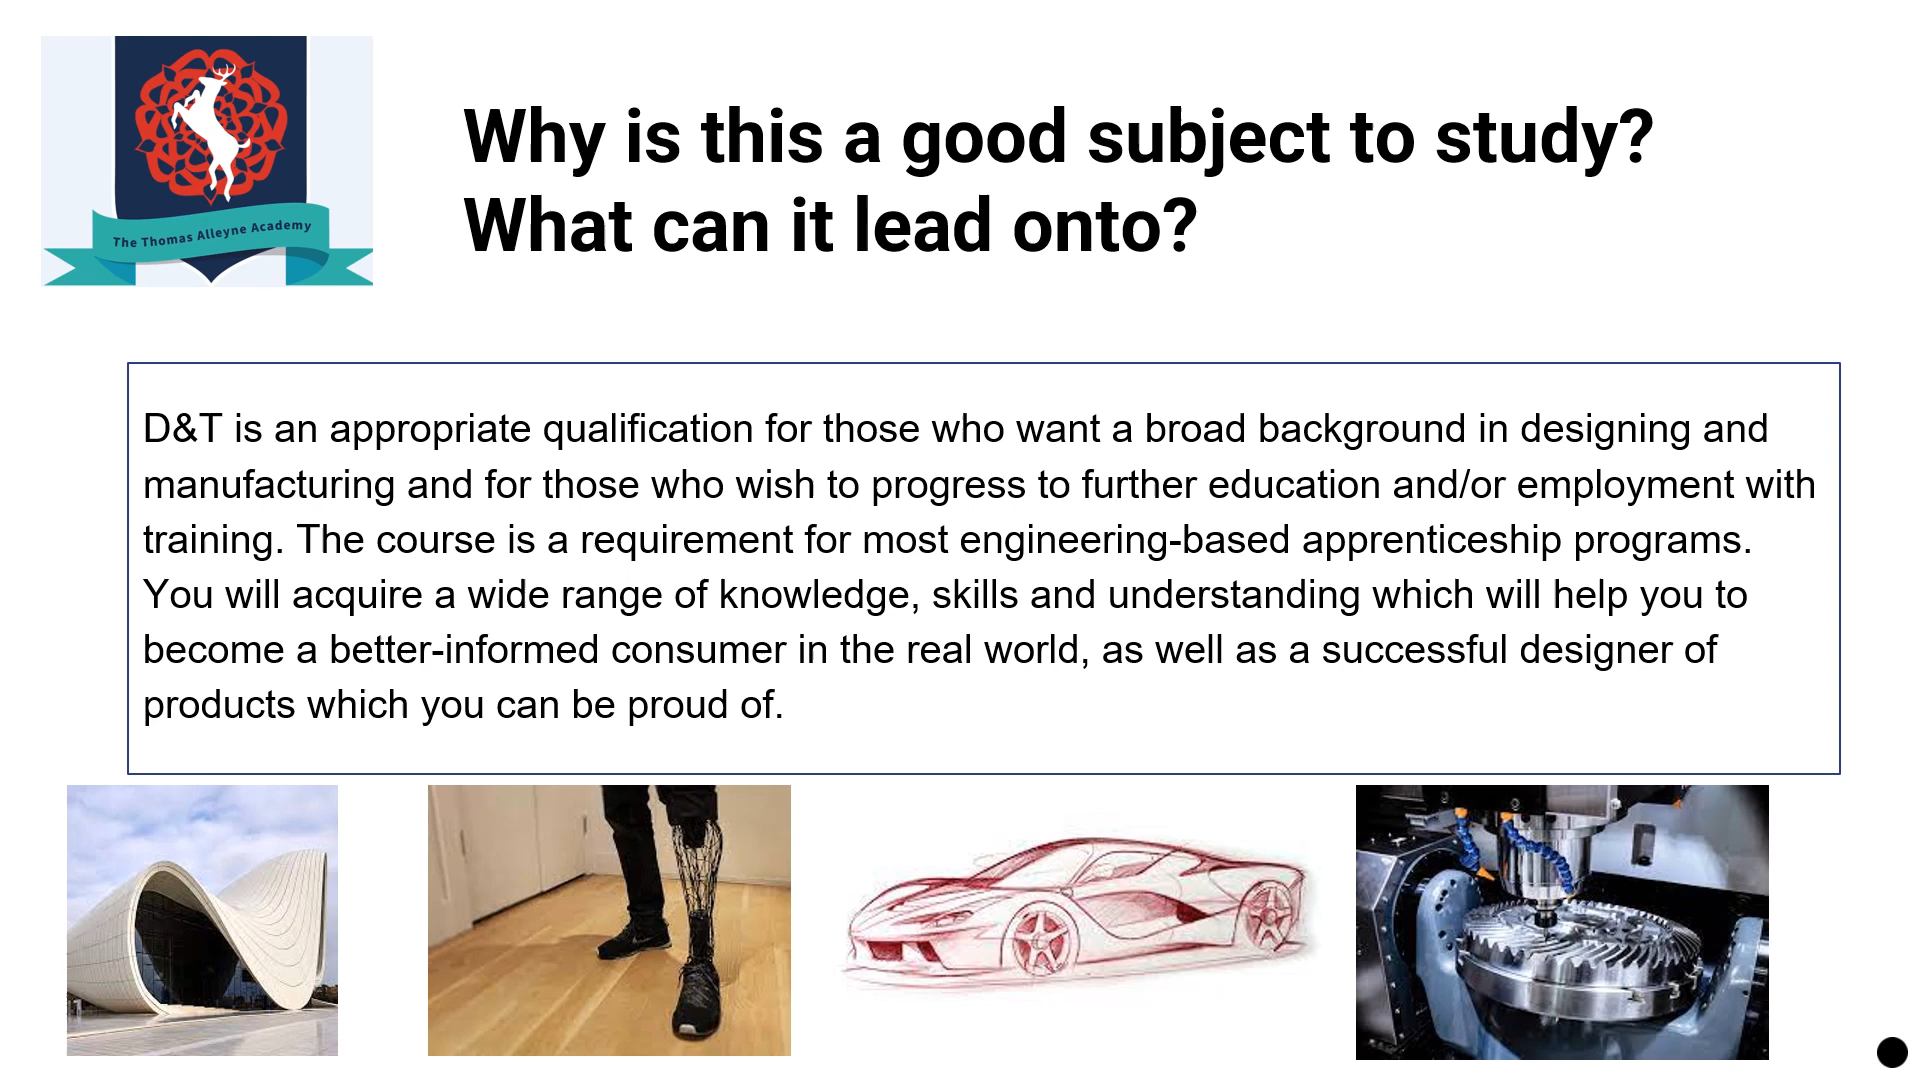 The Thomas Alleyne Academy
Why is this a good subject to study?
What can it lead onto?
D&T is an appropriate qualification for those who want a broad background in designing and
manufacturing and for those who wish to progress to further education and/or employment with
training. The course is a requirement for most engineering-based apprenticeship programs.
You will acquire a wide range of knowledge, skills and understanding which will help you to
become a better-informed consumer in the real world, as well as a successful designer of
products which you can be proud of.